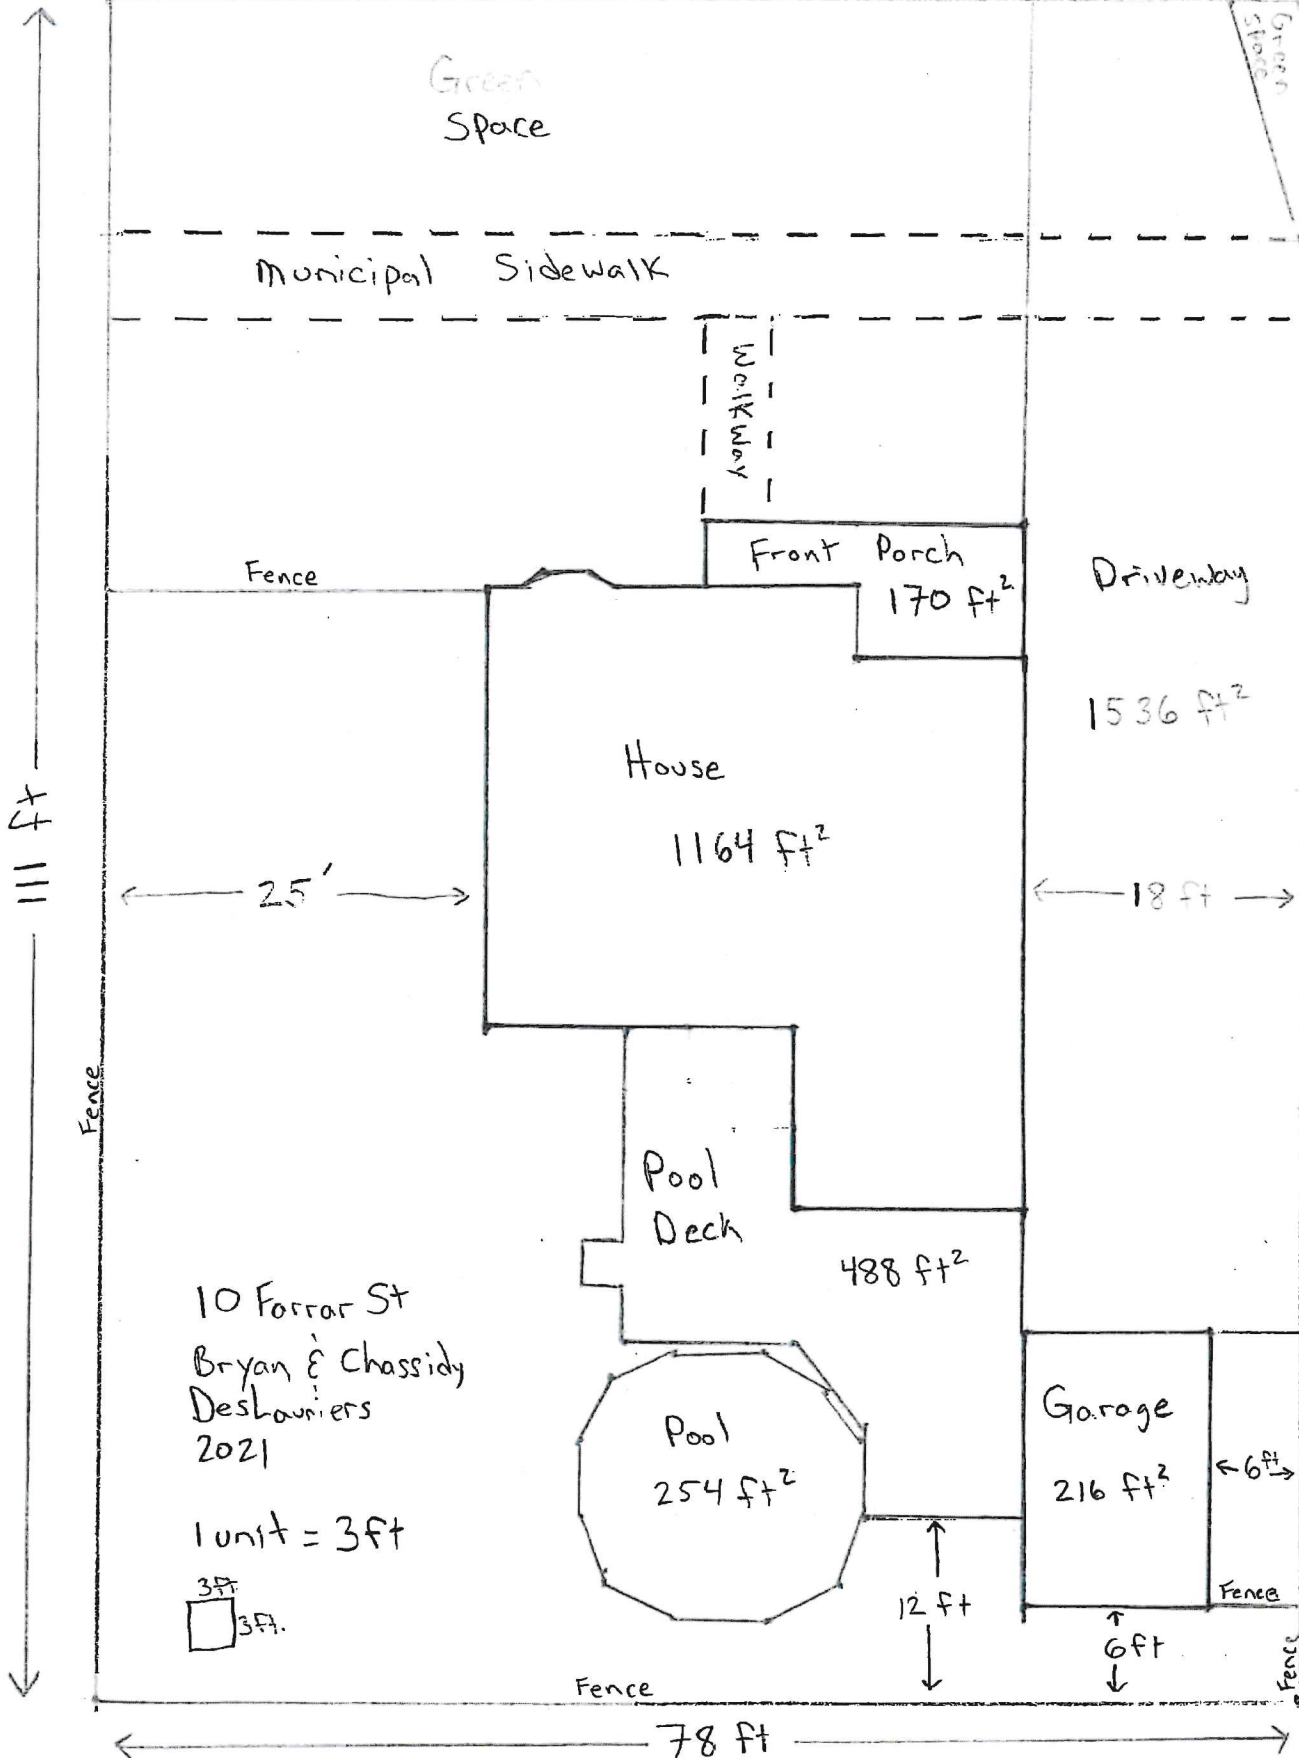 Green
Space
Green
Space
Municipal Sidewalk
Walkway
Front Porch
170 ft²
Fence
Driveway
1536 ft²
House
1164 ft²
111 ft
25'
18 ft
Fence
Pool
Deck
488 ft²
10 Farrar St
Bryan & Chassidy
DesLauriers
2021
1 unit = 3ft
3ft
3ft.
Pool
254 ft²
Garage
216 ft²
6ft
12 ft
Fence
6ft
Fence
Fence
78 ft